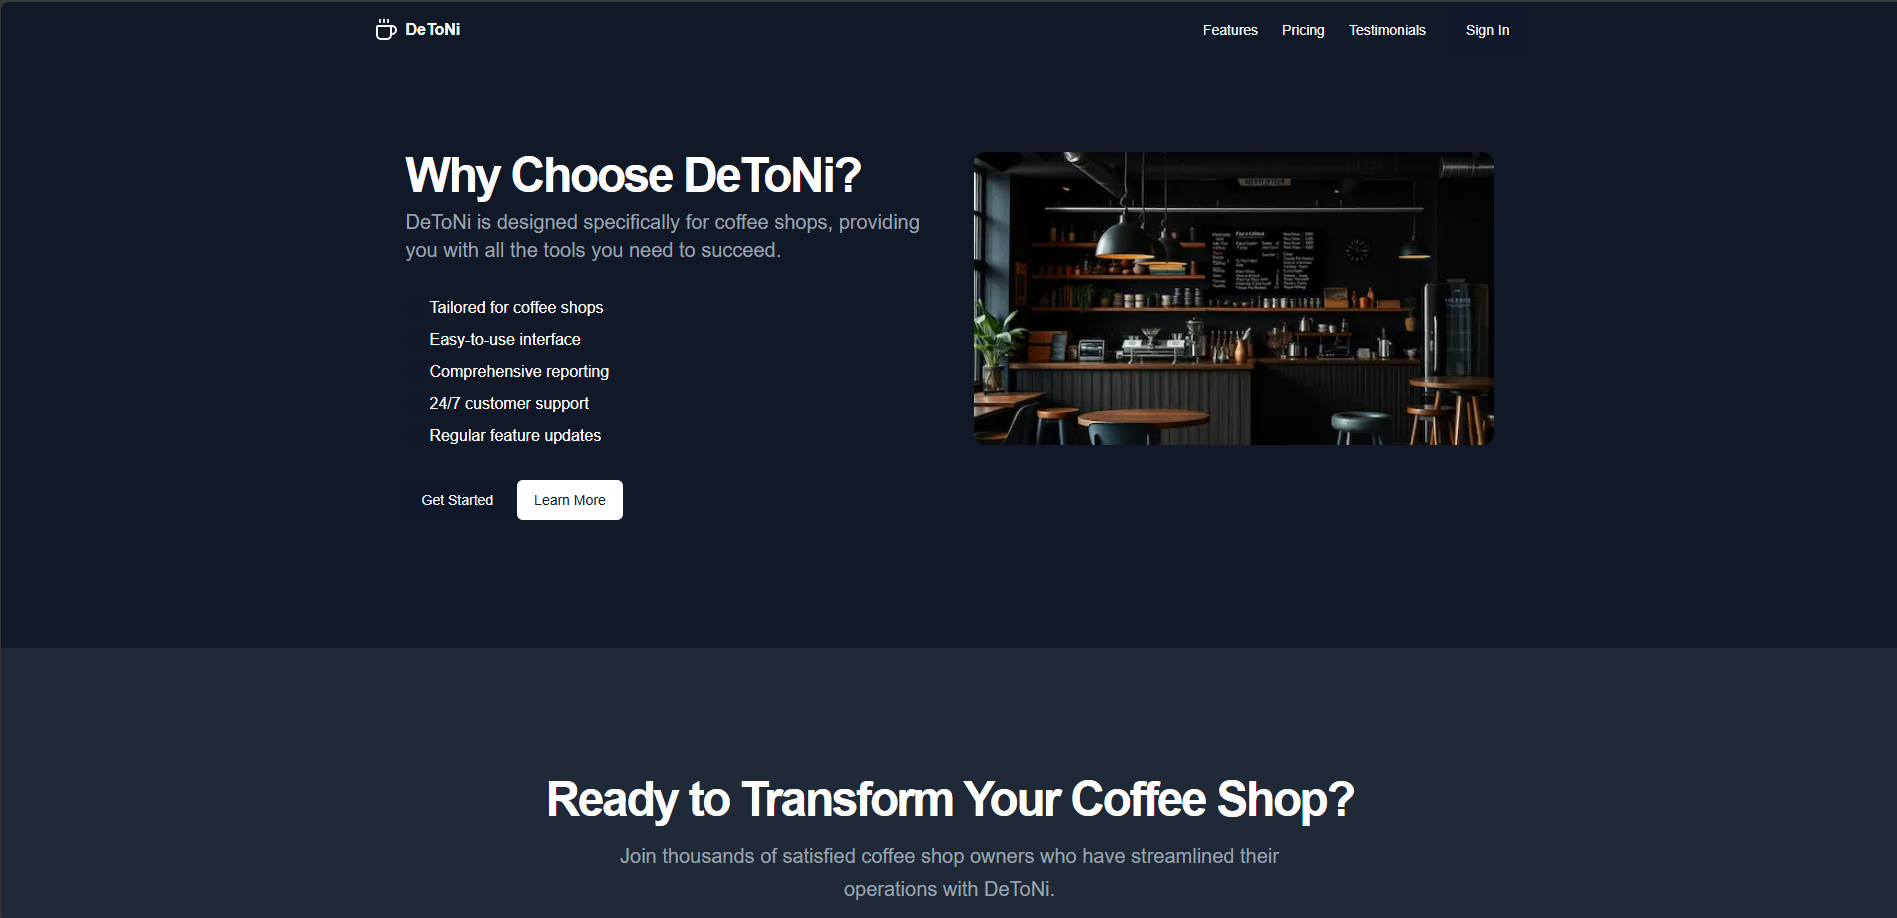 DeToNi
Features
Pricing
Testimonials
Sign In
Why Choose DeToNi?
DeToNi is designed specifically for coffee shops, providing
you with all the tools you need to succeed.
Tailored for coffee shops
Easy-to-use interface
Comprehensive reporting
24/7 customer support
Regular feature updates
Get Started
Learn More
Ready to Transform Your Coffee Shop?
Join thousands of satisfied coffee shop owners who have streamlined their
operations with DeToNi.